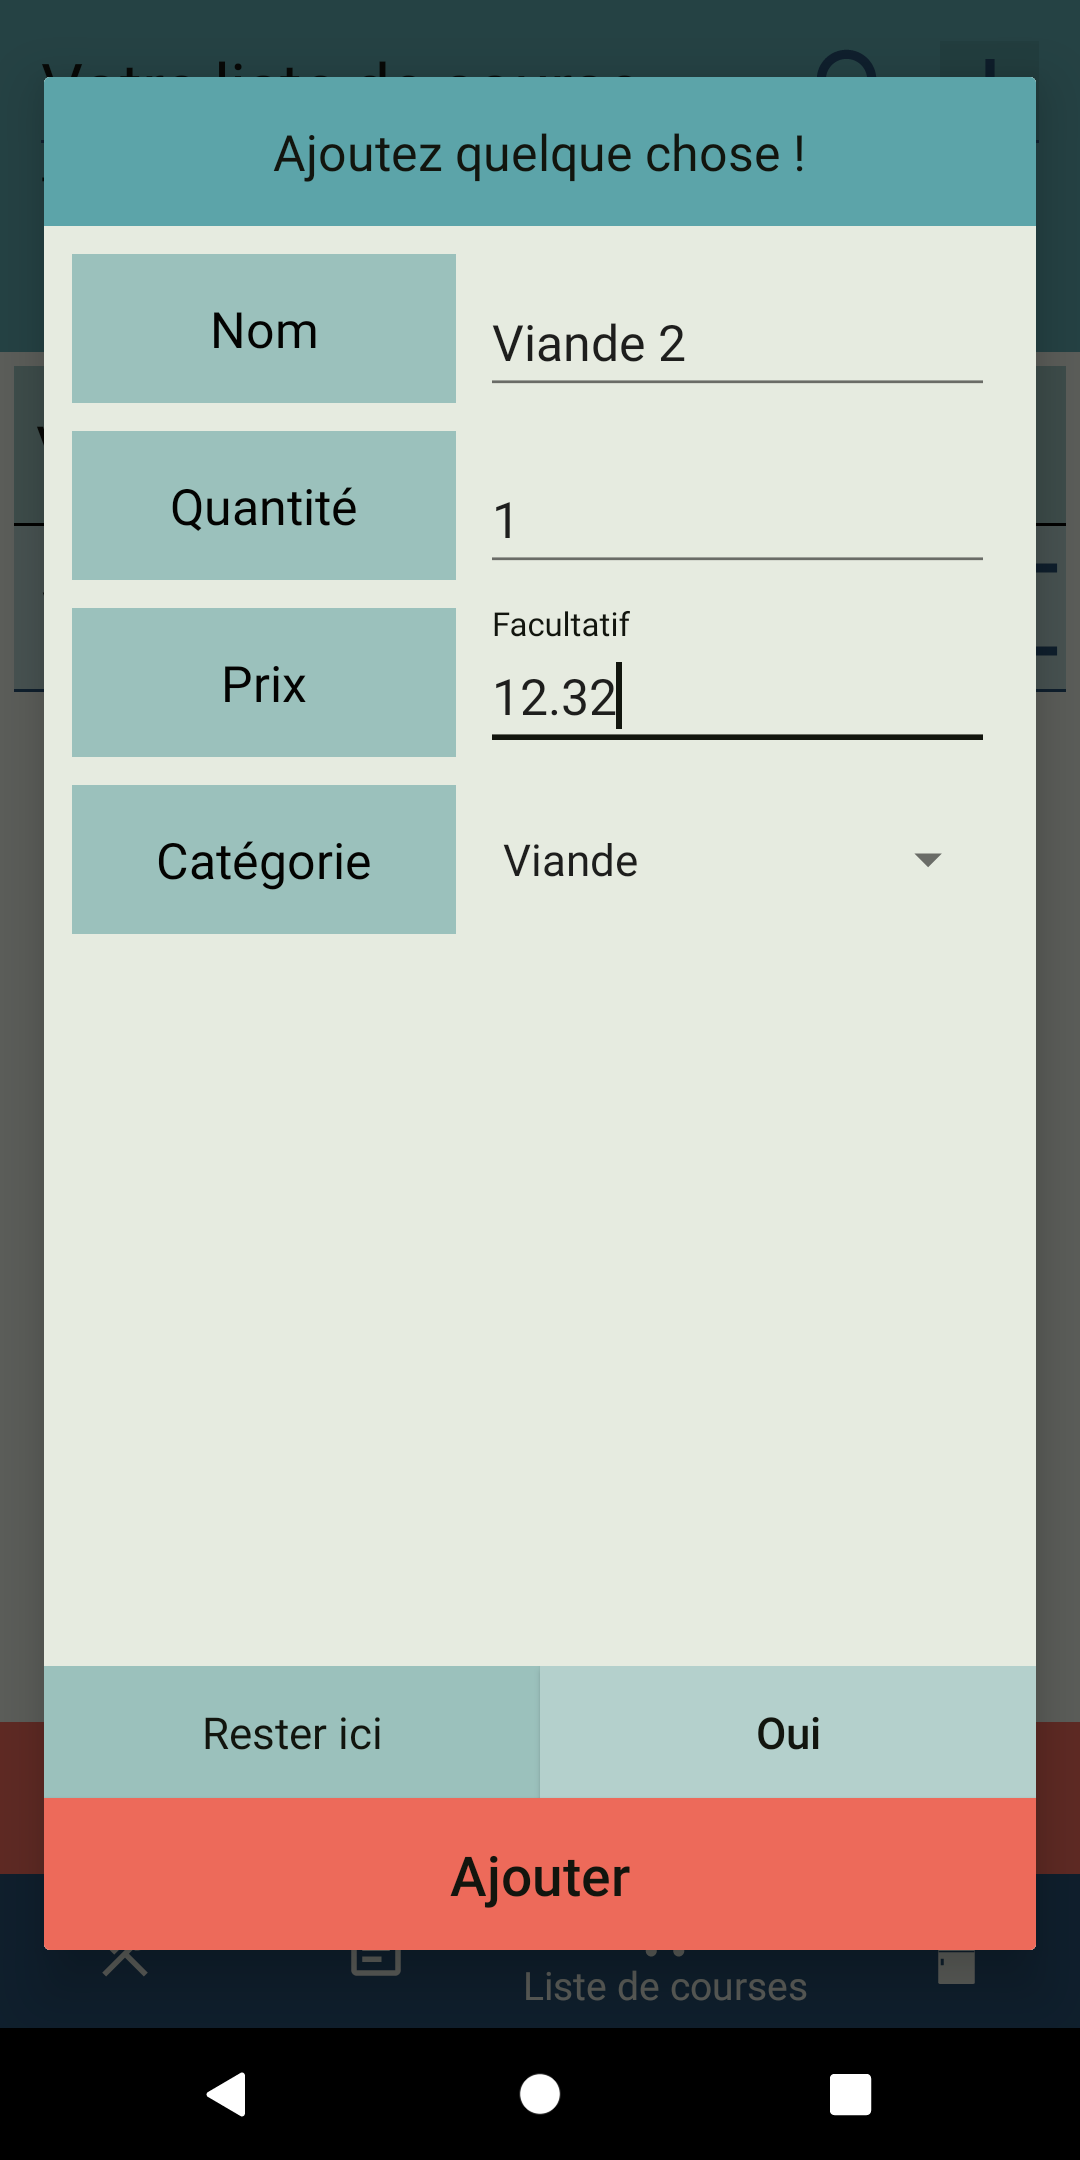 Ajoutez quelque chose !
Nom
Viande 2
Quantité
1
Facultatif
Prix
12.32
Catégorie
Viande
Rester ici
Oui
Ajouter
Liste de courses